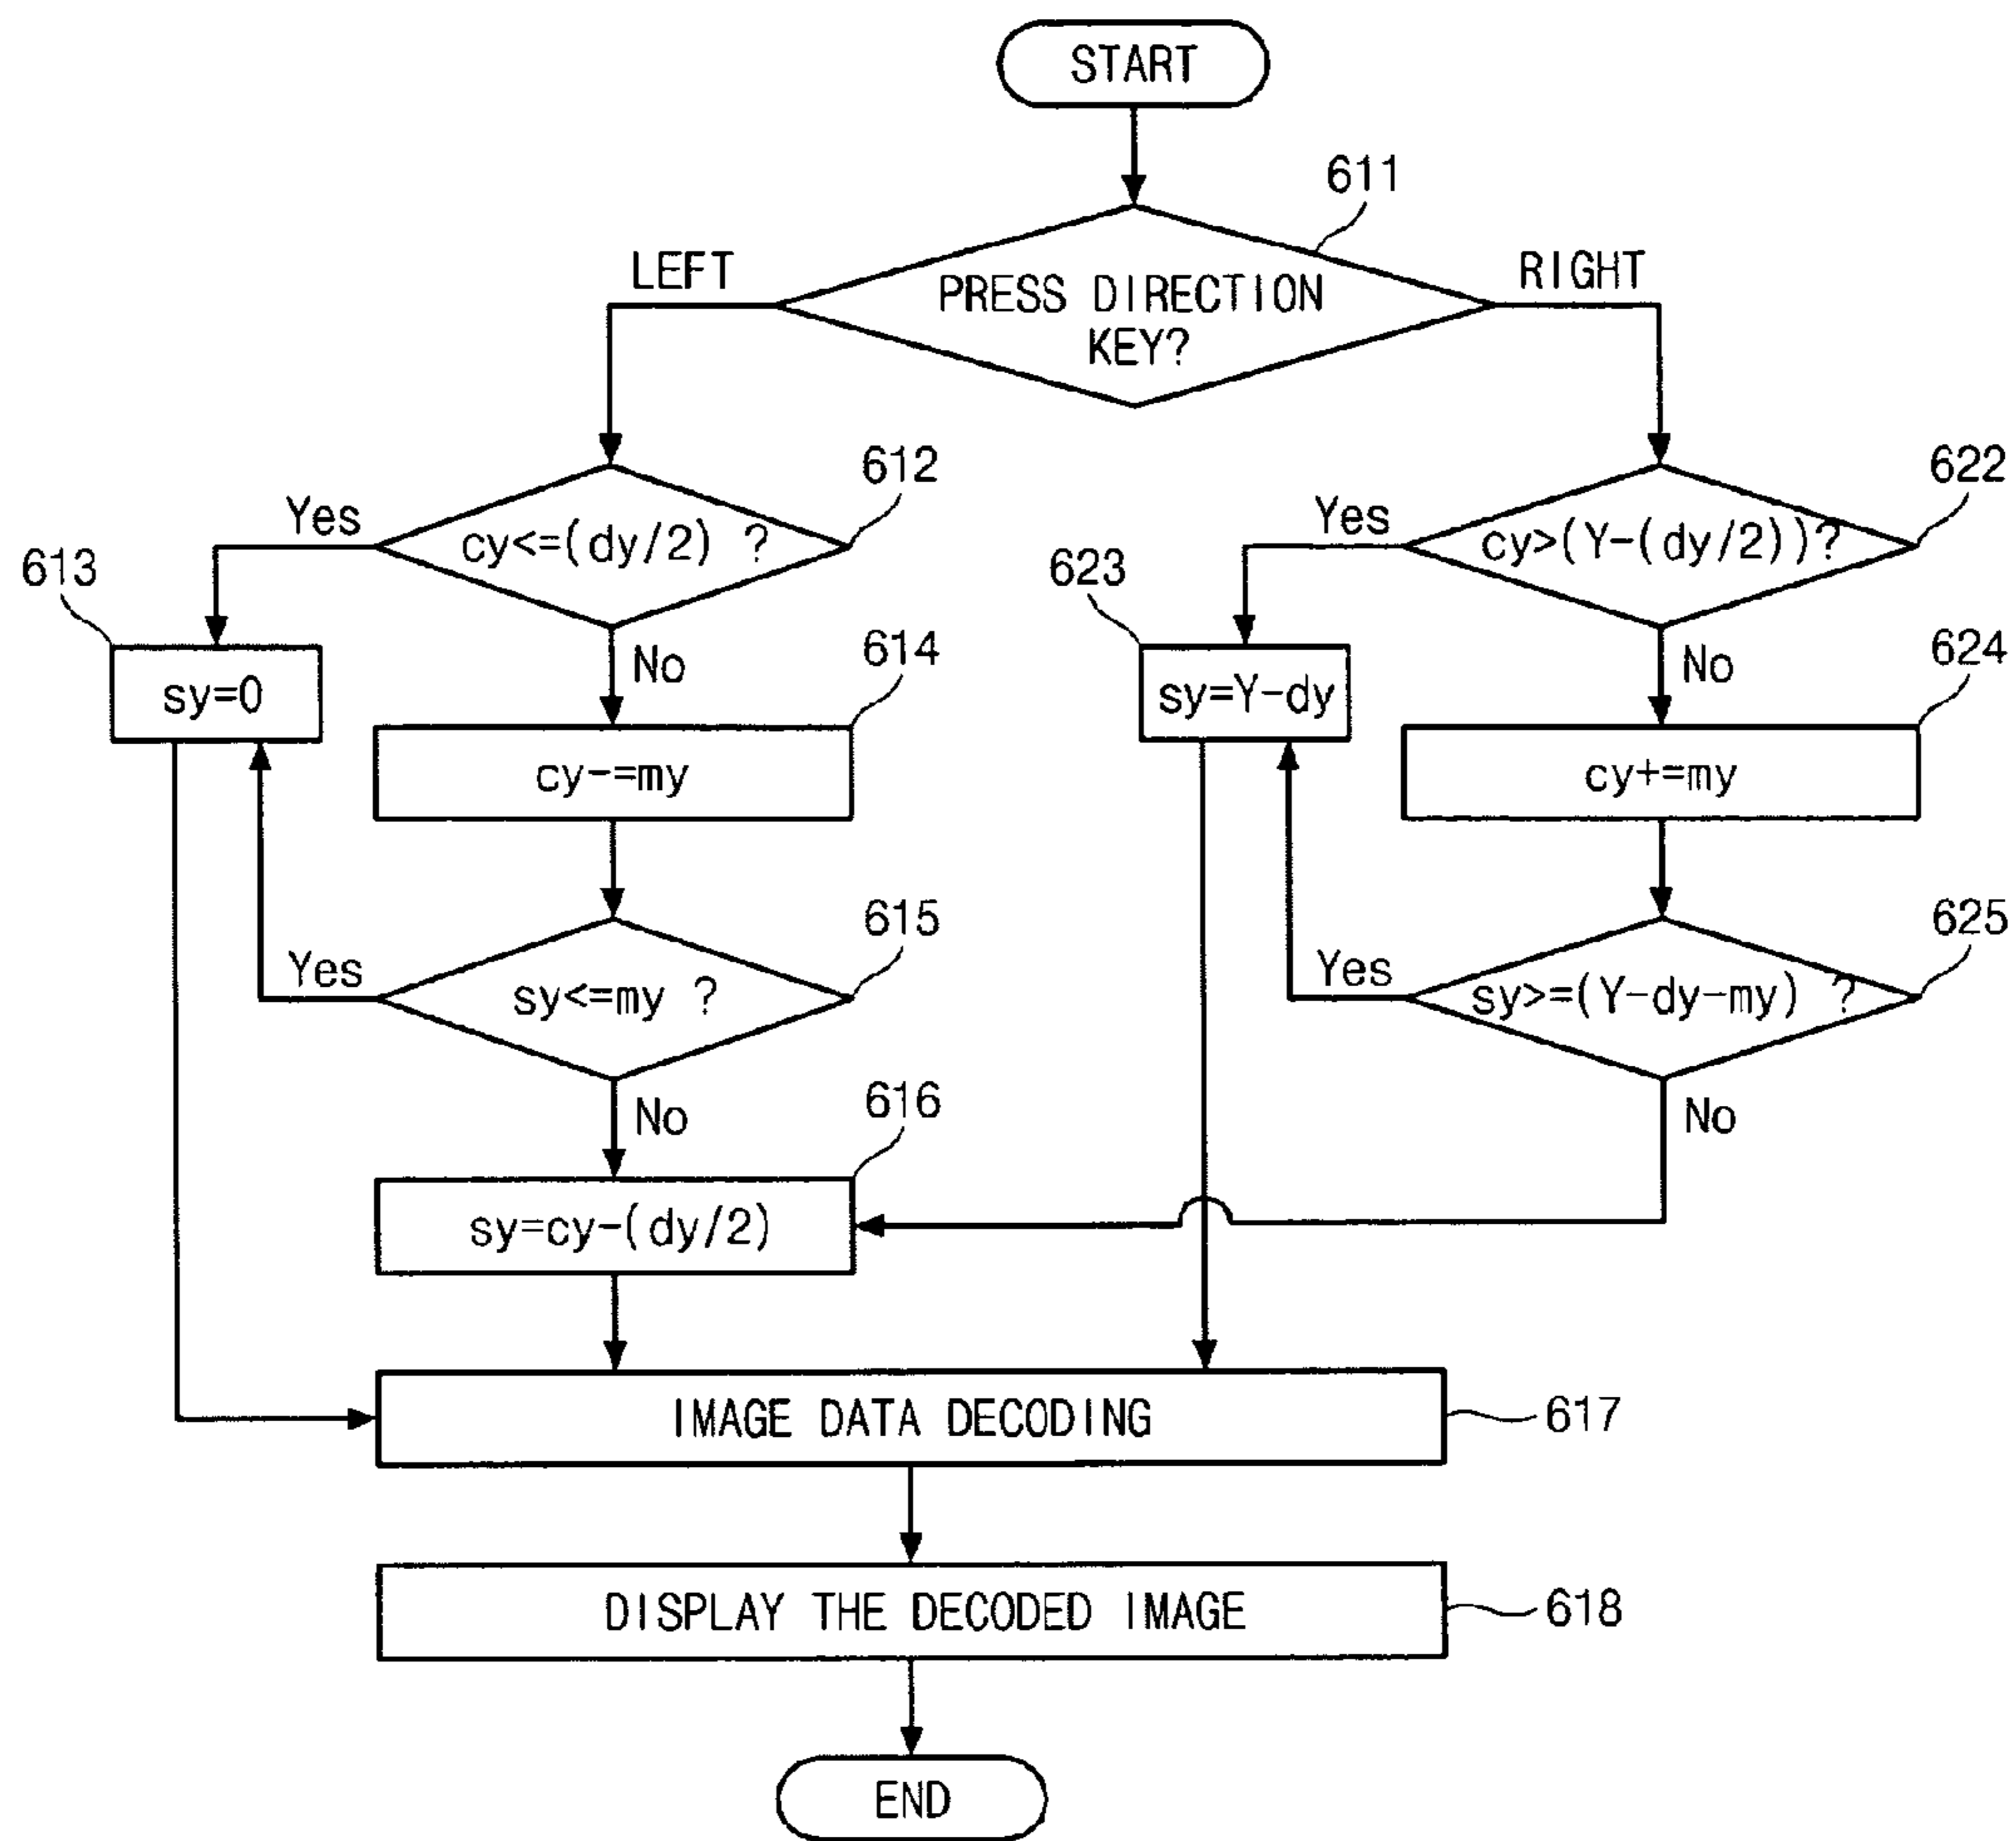 START
611
LEFT
RIGHT
PRESS DIRECTION
KEY?
612
622
Yes
cy<=(dy/2) ?
Yes
cy>(Y-(dy/2))?
613
623
614
624
No
No
sy=0
sy=Y-dy
cy-=my
cy+=my
615
625
Yes
sy<=my ?
Yes
sy>=(Y-dy-my) ?
616
No
No
sy=cy-(dy/2)
IMAGE DATA DECODING
617
DISPLAY THE DECODED IMAGE
618
END